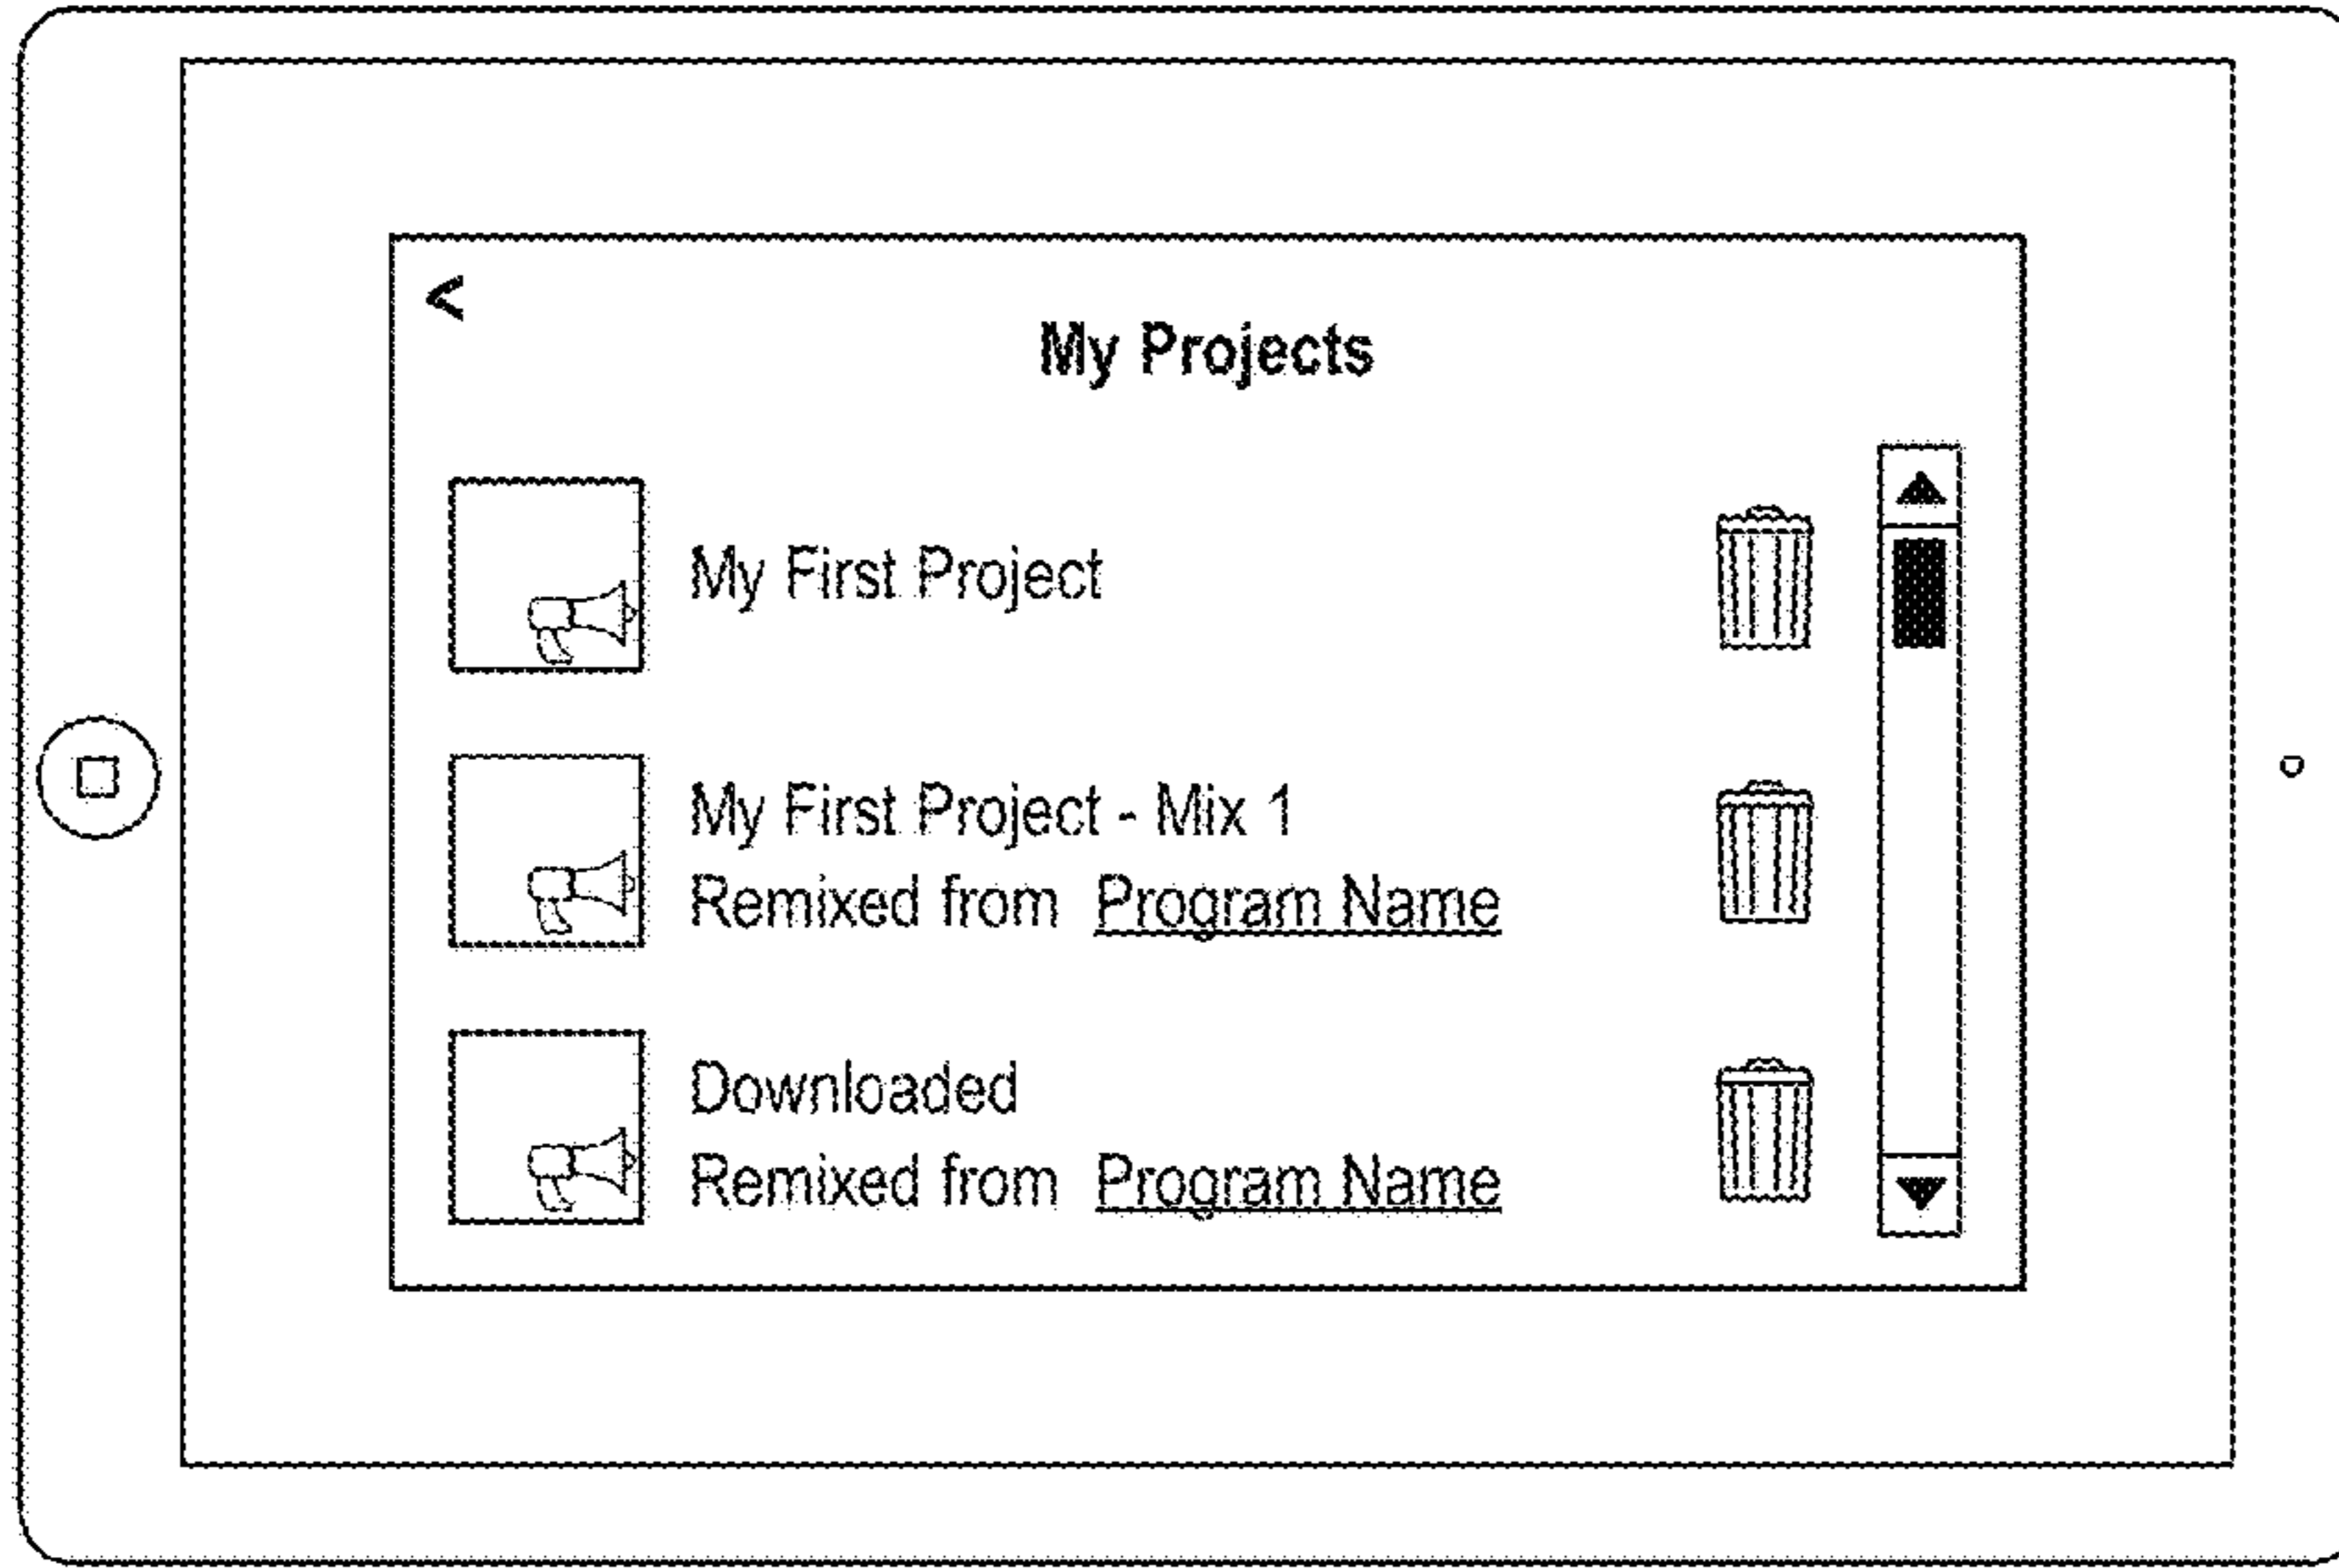 <
My Projects
My First Project
My First Project - Mix 1
Remixed from Program Name
Downloaded
Remixed from Program Name